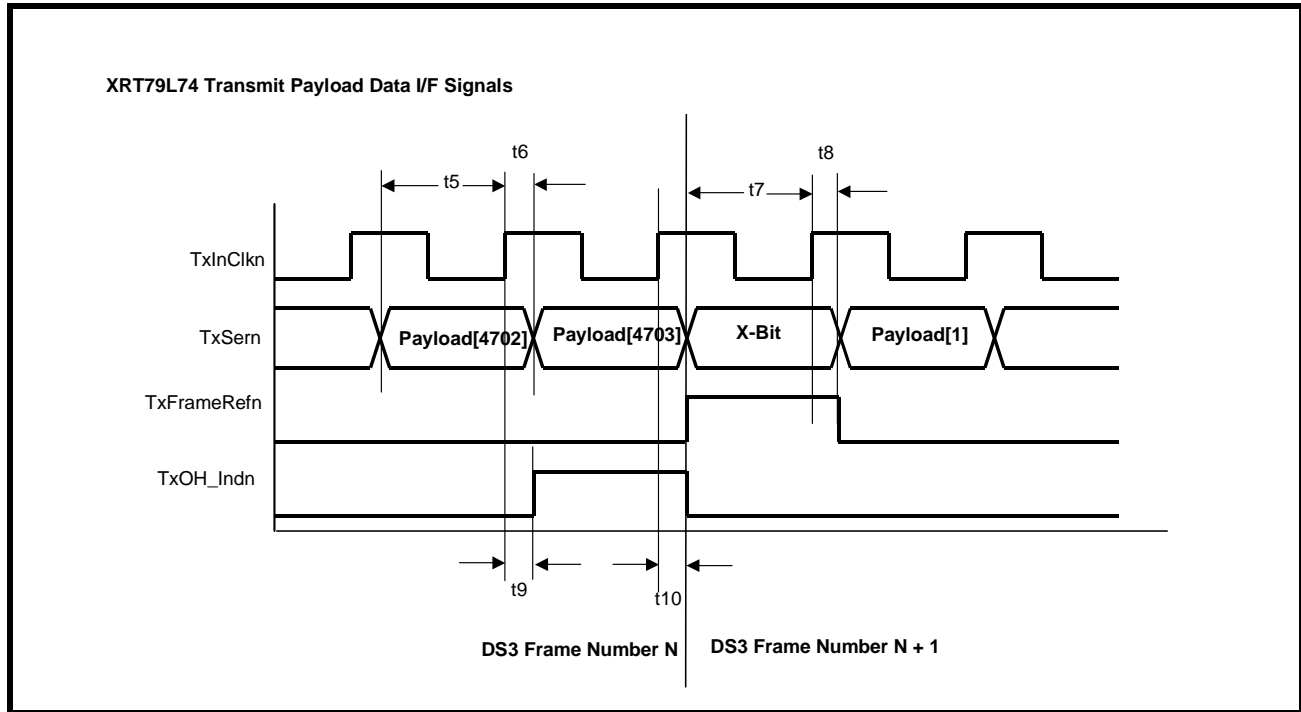 XRT79L74 Transmit Payload Data I/F Signals
t6
t8
t5
t7
TxInClkn
TxSern
Payload[4702]
Payload[4703]
X-Bit
Payload[1]
TxFrameRefn
TxOH_Indn
t9
t10
DS3 Frame Number N
DS3 Frame Number N + 1